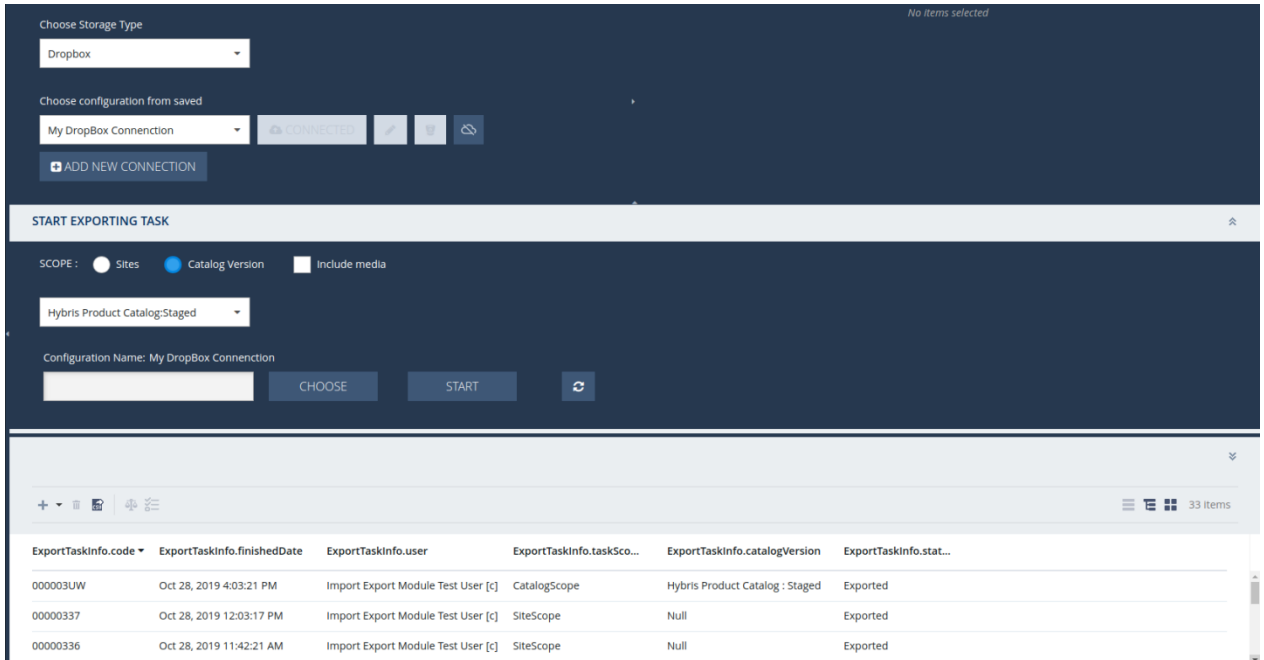 No items selected
Choose Storage Type
Dropbox
Choose configuration from saved
My DropBox Connenction
CONNECTED
ADD NEW CONNECTION
START EXPORTING TASK
SCOPE : Sites Catalog Version Include media
Hybris Product Catalog:Staged
Configuration Name: My DropBox Connenction
CHOOSE START
33 items
ExportTaskInfo.code ExportTaskInfo.finishedDate ExportTaskInfo.user ExportTaskInfo.taskSco... ExportTaskInfo.catalogVersion ExportTaskInfo.stat...
000003UW Oct 28, 2019 4:03:21 PM Import Export Module Test User [c] CatalogScope Hybris Product Catalog : Staged Exported
00000337 Oct 28, 2019 12:03:17 PM Import Export Module Test User [c] SiteScope Null Exported
00000336 Oct 28, 2019 11:42:21 AM Import Export Module Test User [c] SiteScope Null Exported